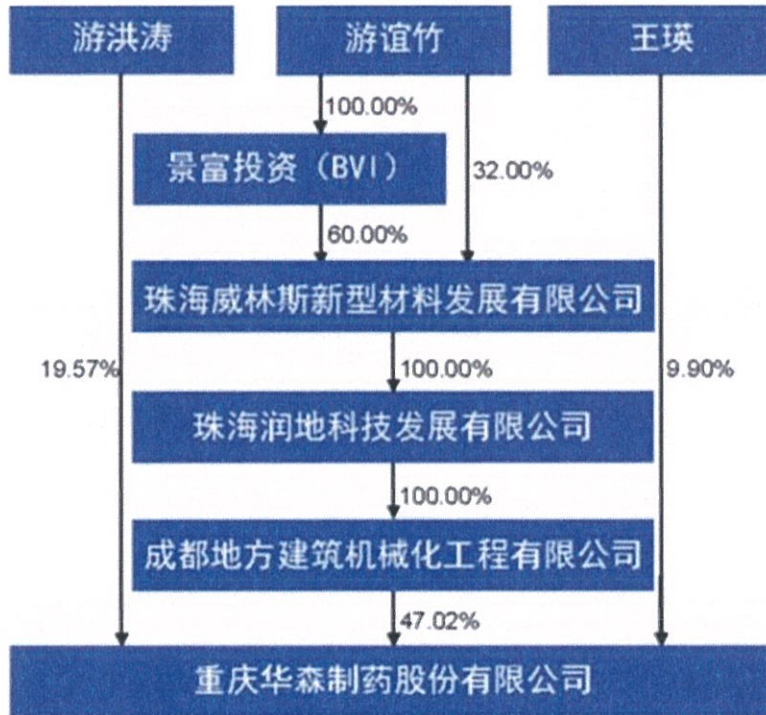 游洪涛
游谊竹
王瑛
100.00%
景富投资（BVI）
32.00%
60.00%
珠海威林斯新型材料发展有限公司
19.57%
100.00%
9.90%
珠海润地科技发展有限公司
100.00%
成都地方建筑机械化工程有限公司
47.02%
重庆华森制药股份有限公司